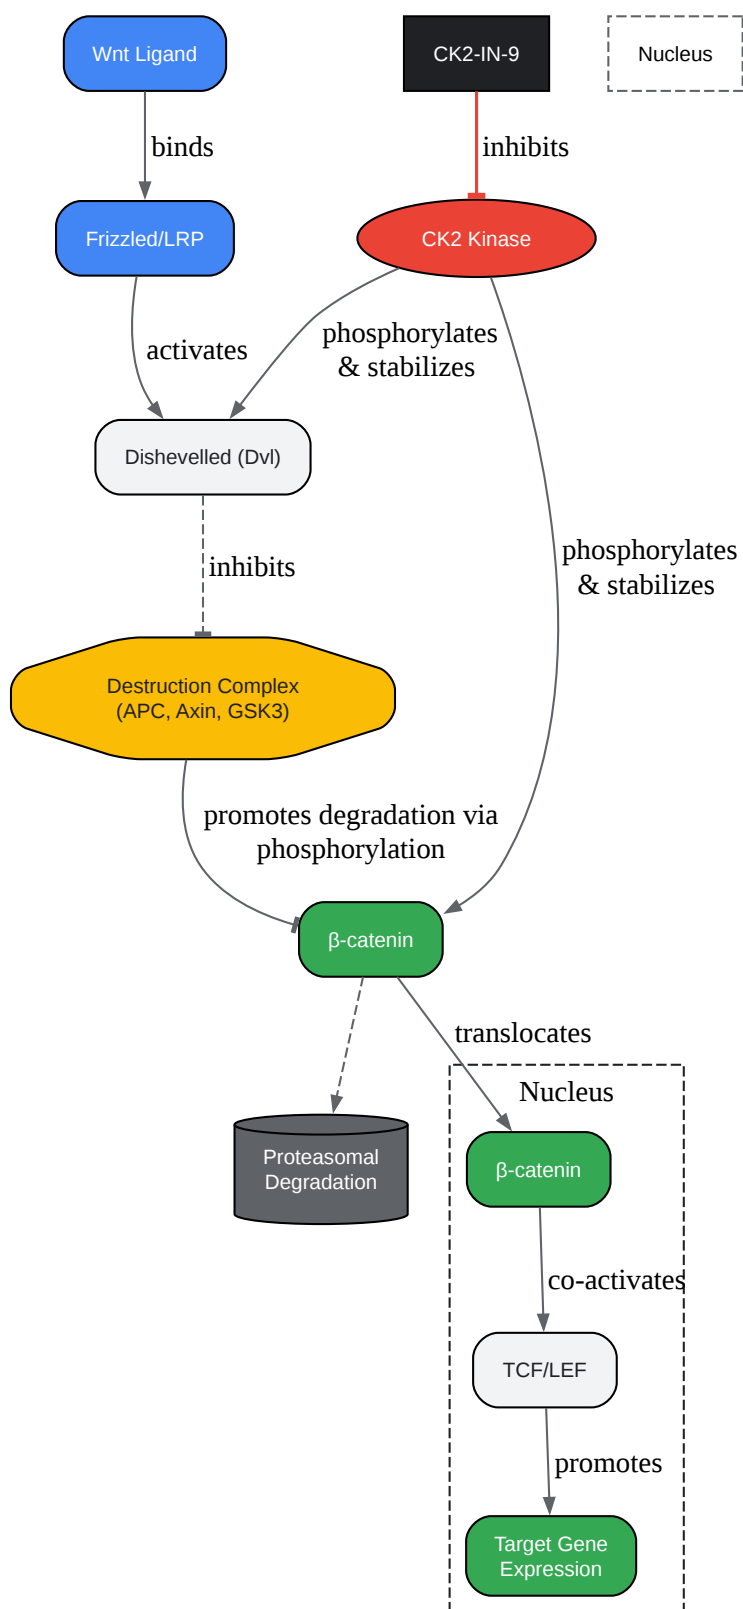 Wnt Ligand
CK2-IN-9
Nucleus
binds
inhibits
Frizzled/LRP
CK2 Kinase
activates
phosphorylates
& stabilizes
Dishevelled (Dvl)
inhibits
phosphorylates
& stabilizes
Destruction Complex
(APC, Axin, GSK3)
promotes degradation via
phosphorylation
β-catenin
translocates
Nucleus
Proteasomal
Degradation
β-catenin
co-activates
TCF/LEF
promotes
Target Gene
Expression